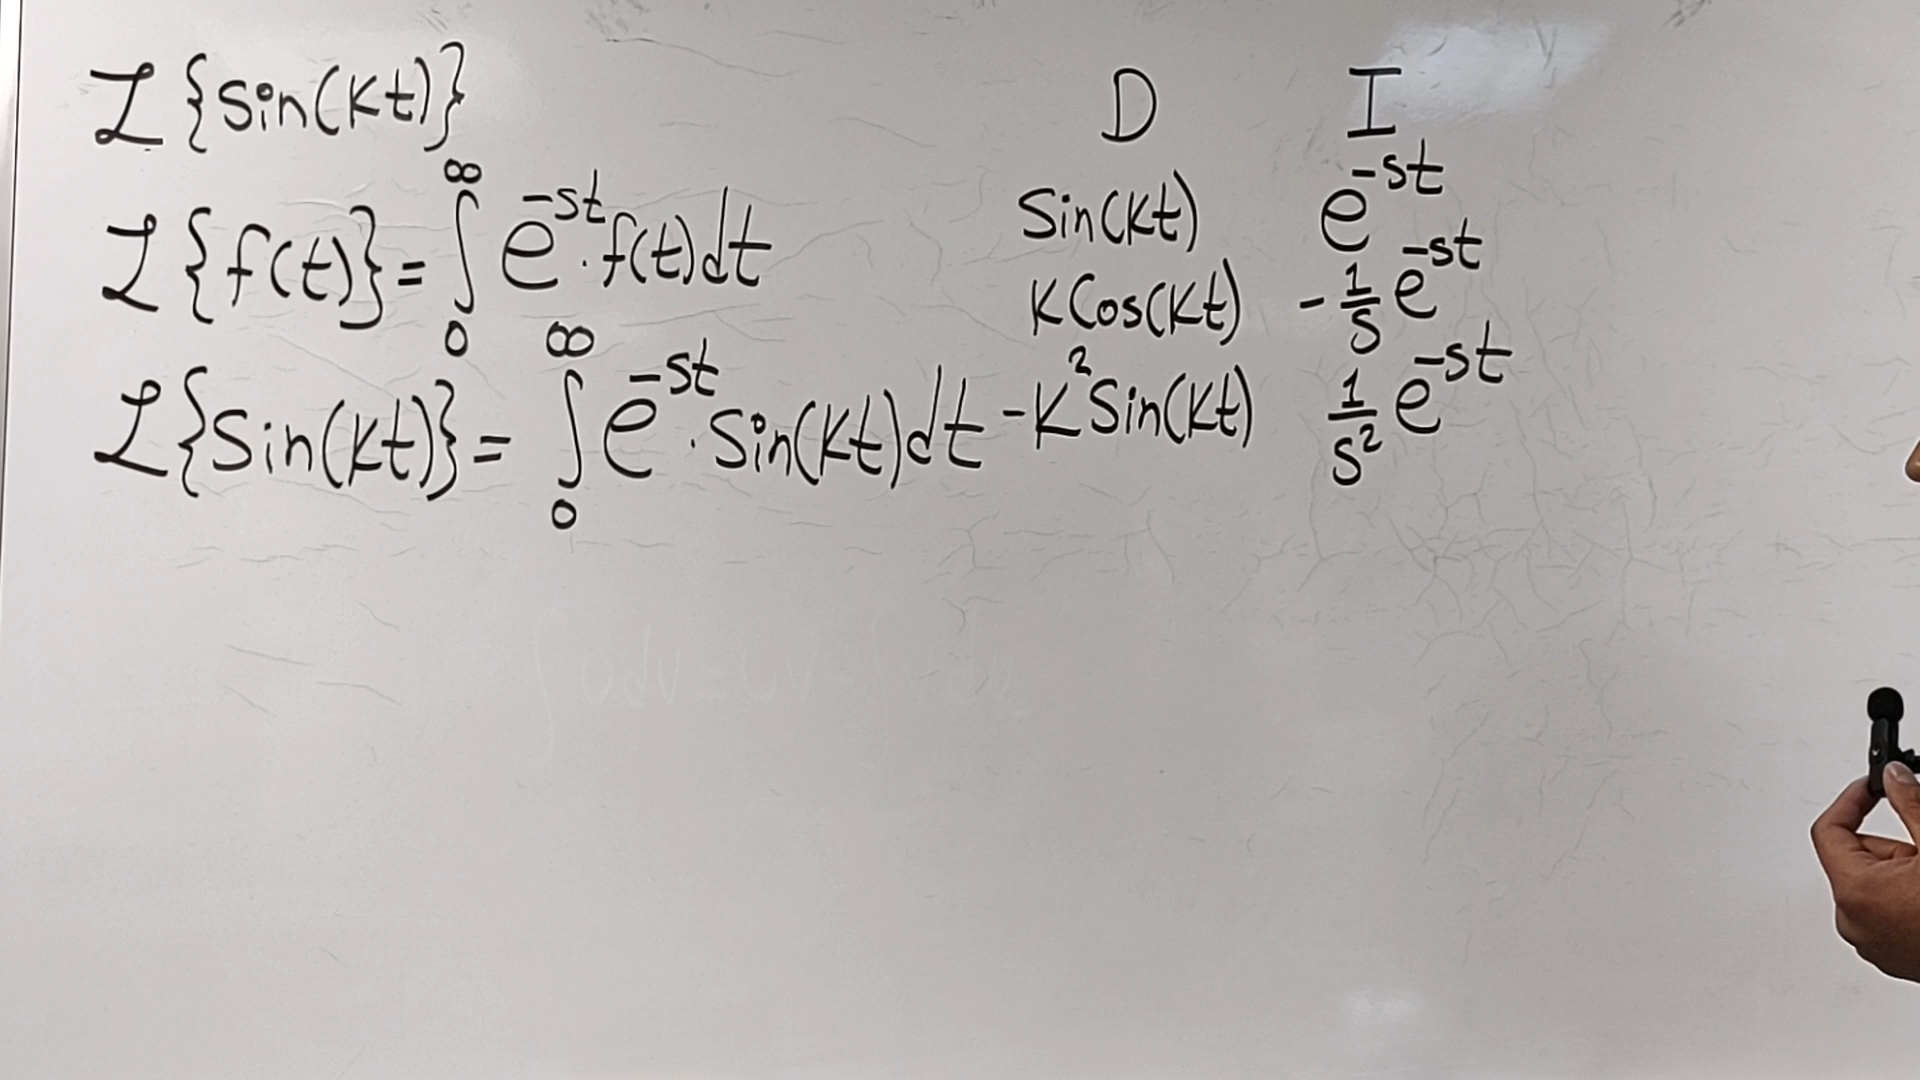 ℒ{Sin(Kt)}
ℒ{f(t)} = ∫₀^∞ e^{-st}·f(t)dt
ℒ{Sin(Kt)} = ∫₀^∞ e^{-st}·Sin(Kt)dt
D I
Sin(Kt) e^{-st}
KCos(Kt) -1/s e^{-st}
-K²Sin(Kt) 1/s² e^{-st}